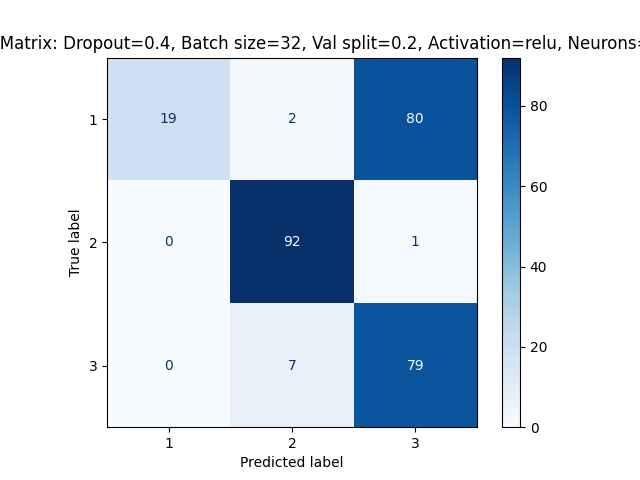 Matrix: Dropout=0.4, Batch size=32, Val split=0.2, Activation=relu, Neurons=
19 2 80
0 92 1
0 7 79
1
2
3
True label
1 2 3
Predicted label
80
60
40
20
0